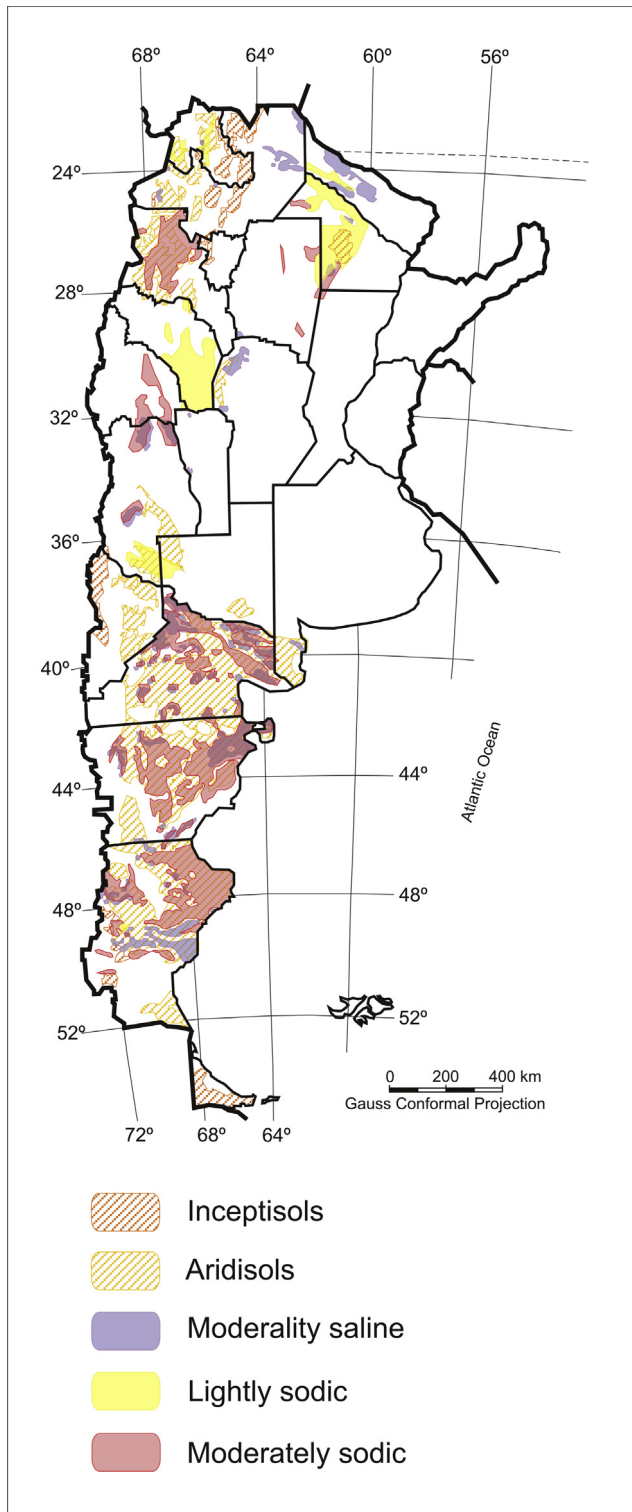 68º 64º 60º 56º
24º
28º
32º
36º
40º
44º
44º
Atlantic Ocean
48º
48º
52º
52º
0 200 400 km
Gauss Conformal Projection
72º 68º 64º
Inceptisols
Aridisols
Moderality saline
Lightly sodic
Moderately sodic